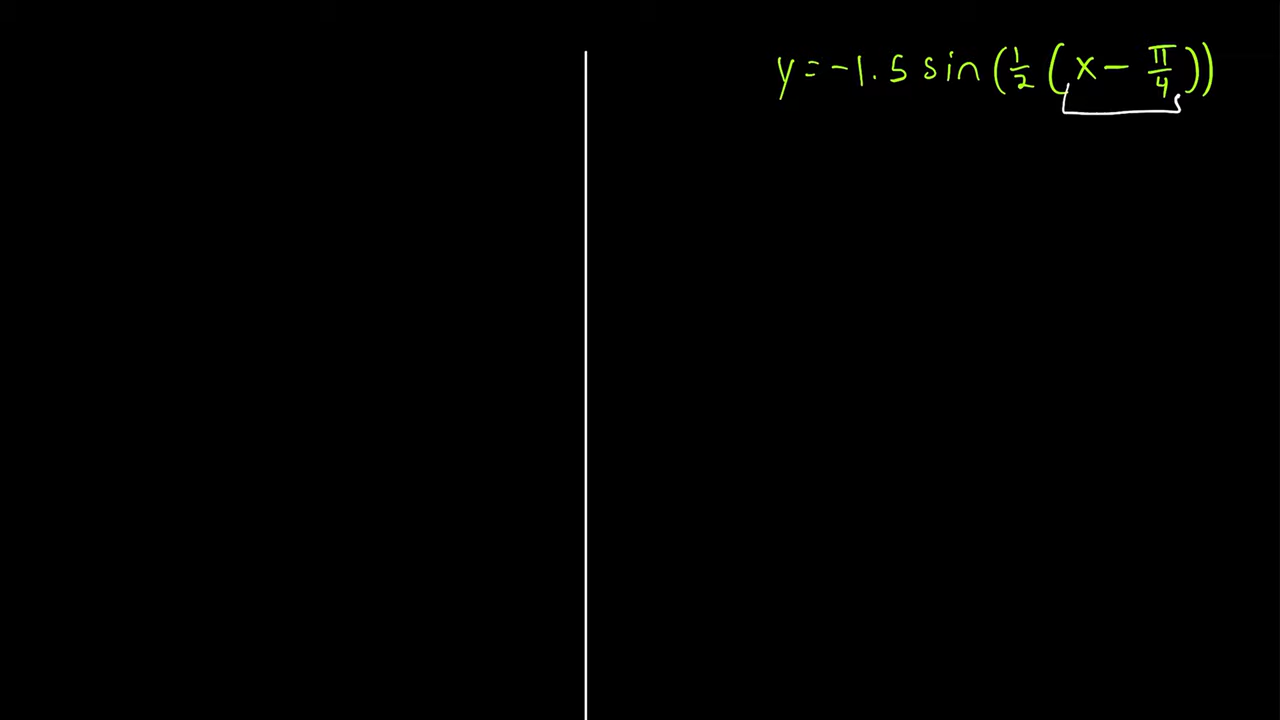 y = -1.5 sin (1/2 (x - π/4))